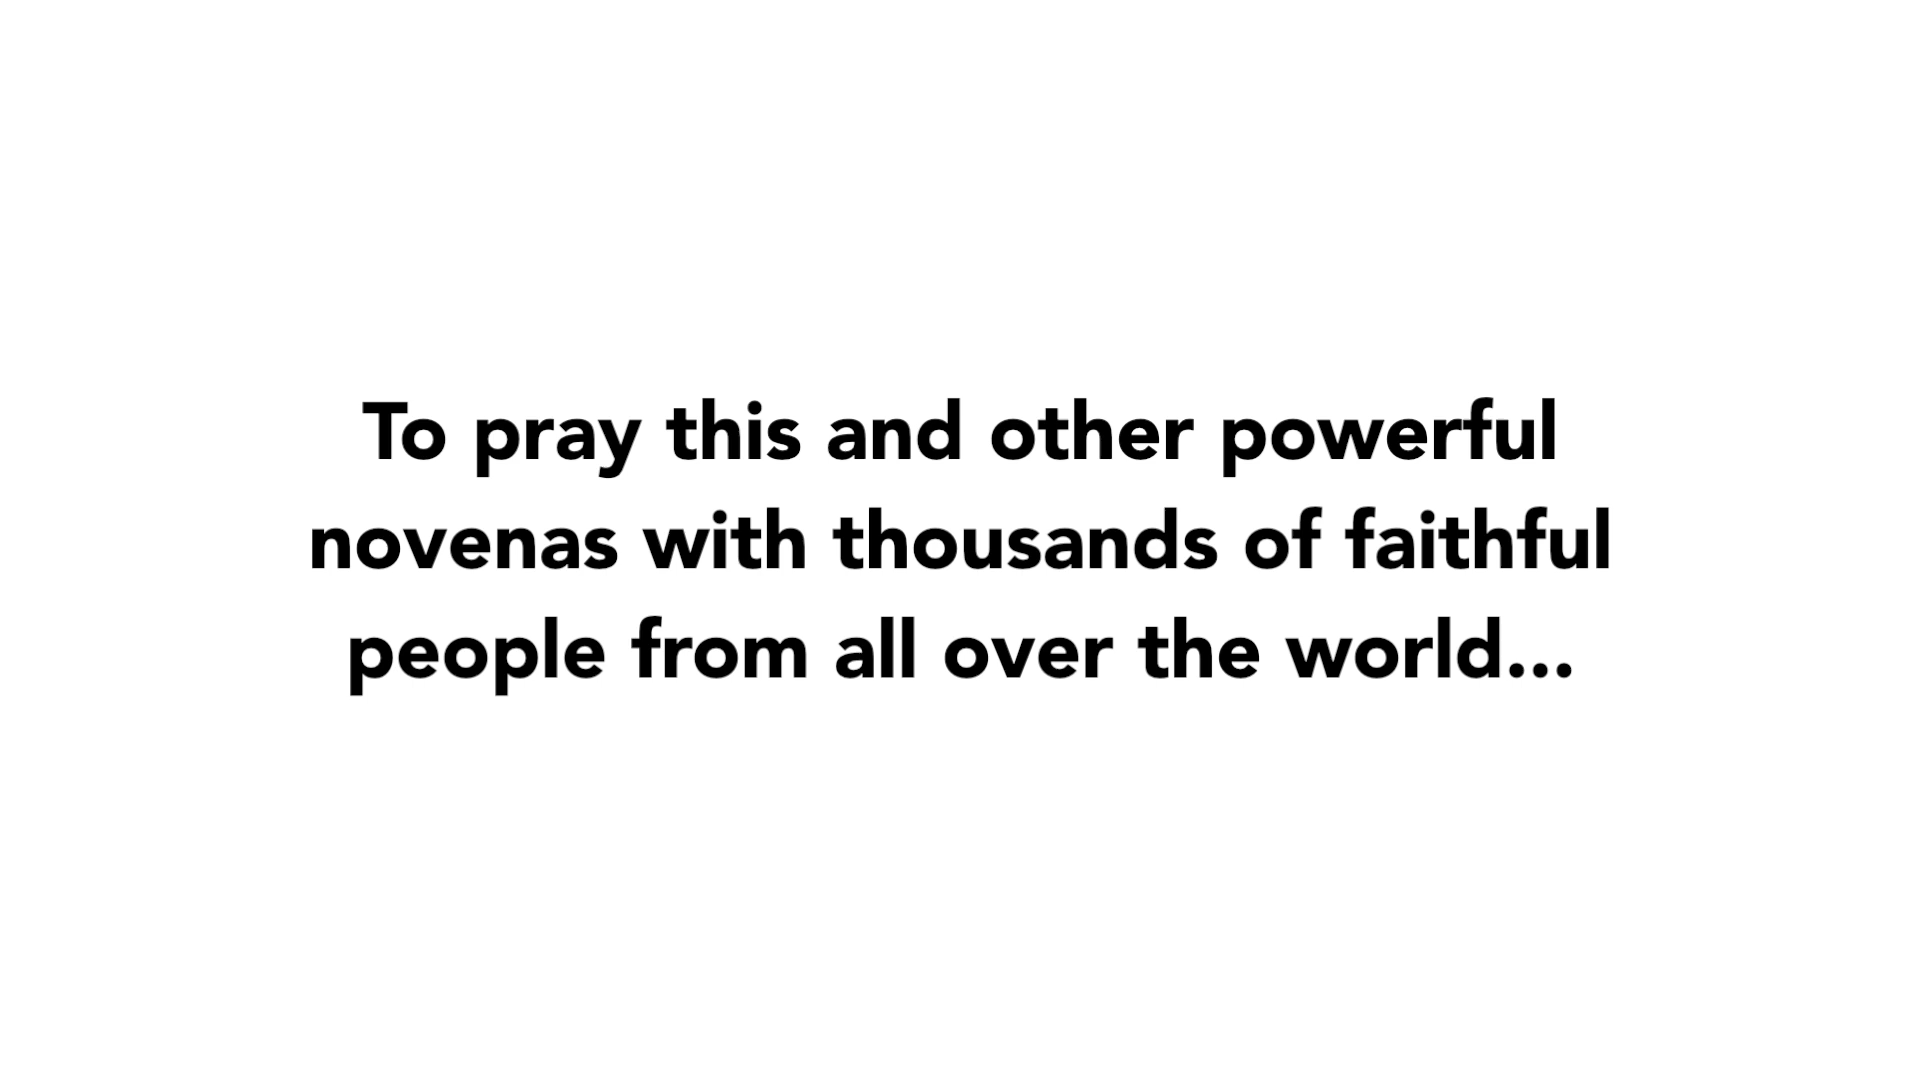 To pray this and other powerful
novenas with thousands of faithful
people from all over the world...